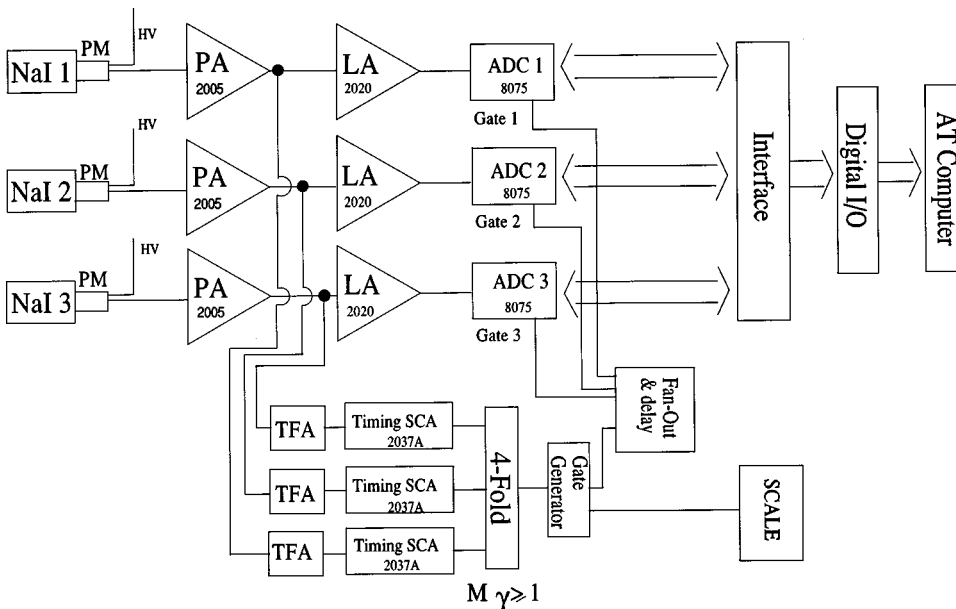 HV
PM
NaI 1
PA
2005
LA
2020
ADC 1
8075
Gate 1
HV
PM
NaI 2
PA
2005
LA
2020
ADC 2
8075
Gate 2
HV
PM
NaI 3
PA
2005
LA
2020
ADC 3
8075
Gate 3
Interface
Digital I/O
AT Computer
Fan-Out
& delay
TFA
Timing SCA
2037A
TFA
Timing SCA
2037A
TFA
Timing SCA
2037A
4-Fold
Gate
Generator
SCALE
M γ≥1